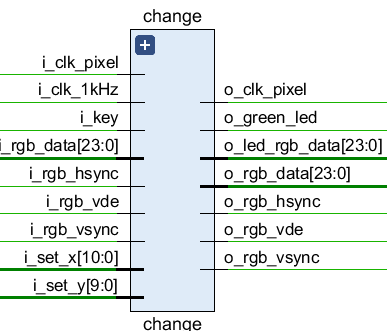 change
i_clk_pixel
i_clk_1kHz
i_key
i_rgb_data[23:0]
i_rgb_hsync
i_rgb_vde
i_rgb_vsync
i_set_x[10:0]
i_set_y[9:0]
o_clk_pixel
o_green_led
o_led_rgb_data[23:0]
o_rgb_data[23:0]
o_rgb_hsync
o_rgb_vde
o_rgb_vsync
change